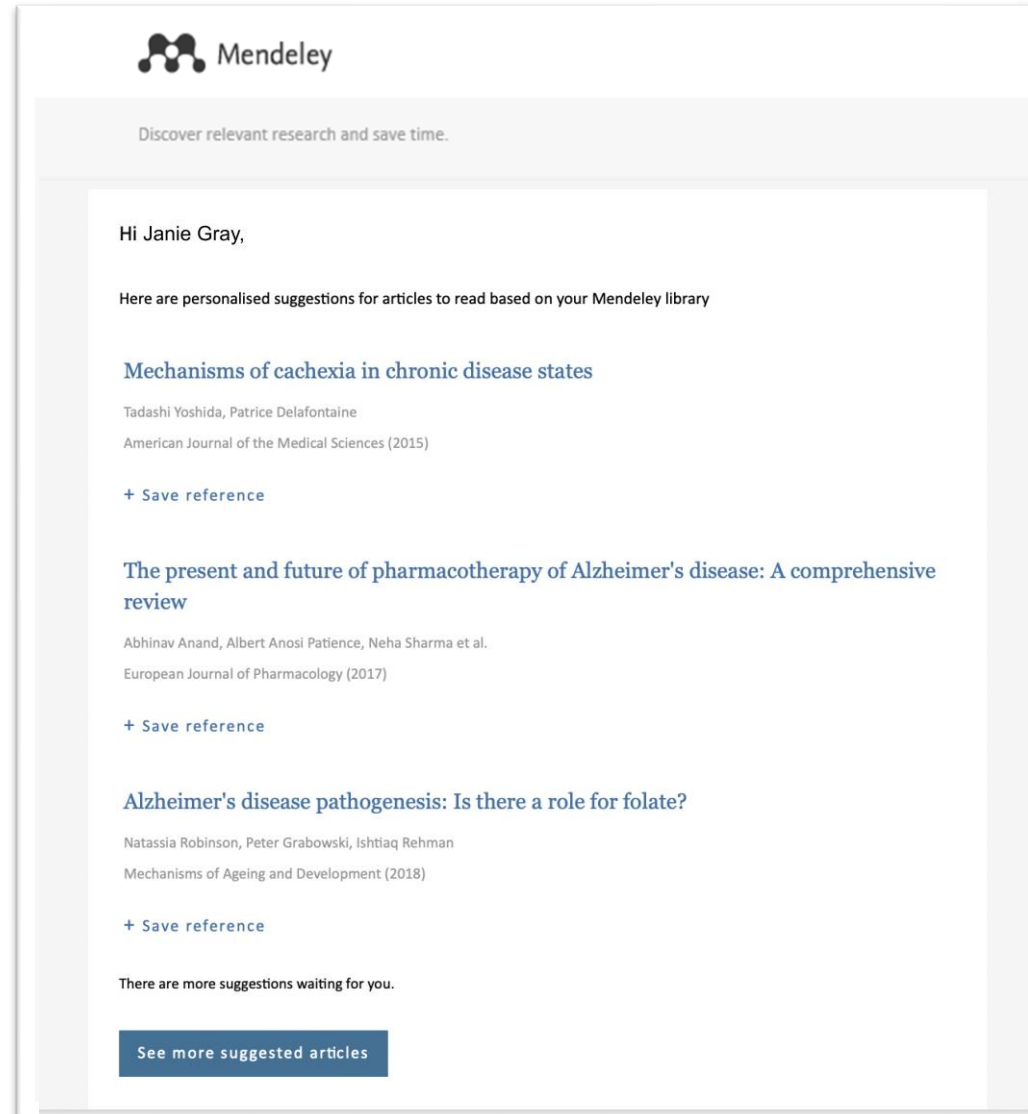 Mendeley
Discover relevant research and save time.
Hi Janie Gray,
Here are personalised suggestions for articles to read based on your Mendeley library
Mechanisms of cachexia in chronic disease states
Tadashi Yoshida, Patrice Delafontaine
American Journal of the Medical Sciences (2015)
+ Save reference
The present and future of pharmacotherapy of Alzheimer's disease: A comprehensive
review
Abhinav Anand, Albert Anosi Patience, Neha Sharma et al.
European Journal of Pharmacology (2017)
+ Save reference
Alzheimer's disease pathogenesis: Is there a role for folate?
Natassia Robinson, Peter Grabowski, Ishtiaq Rehman
Mechanisms of Ageing and Development (2018)
+ Save reference
There are more suggestions waiting for you.
See more suggested articles